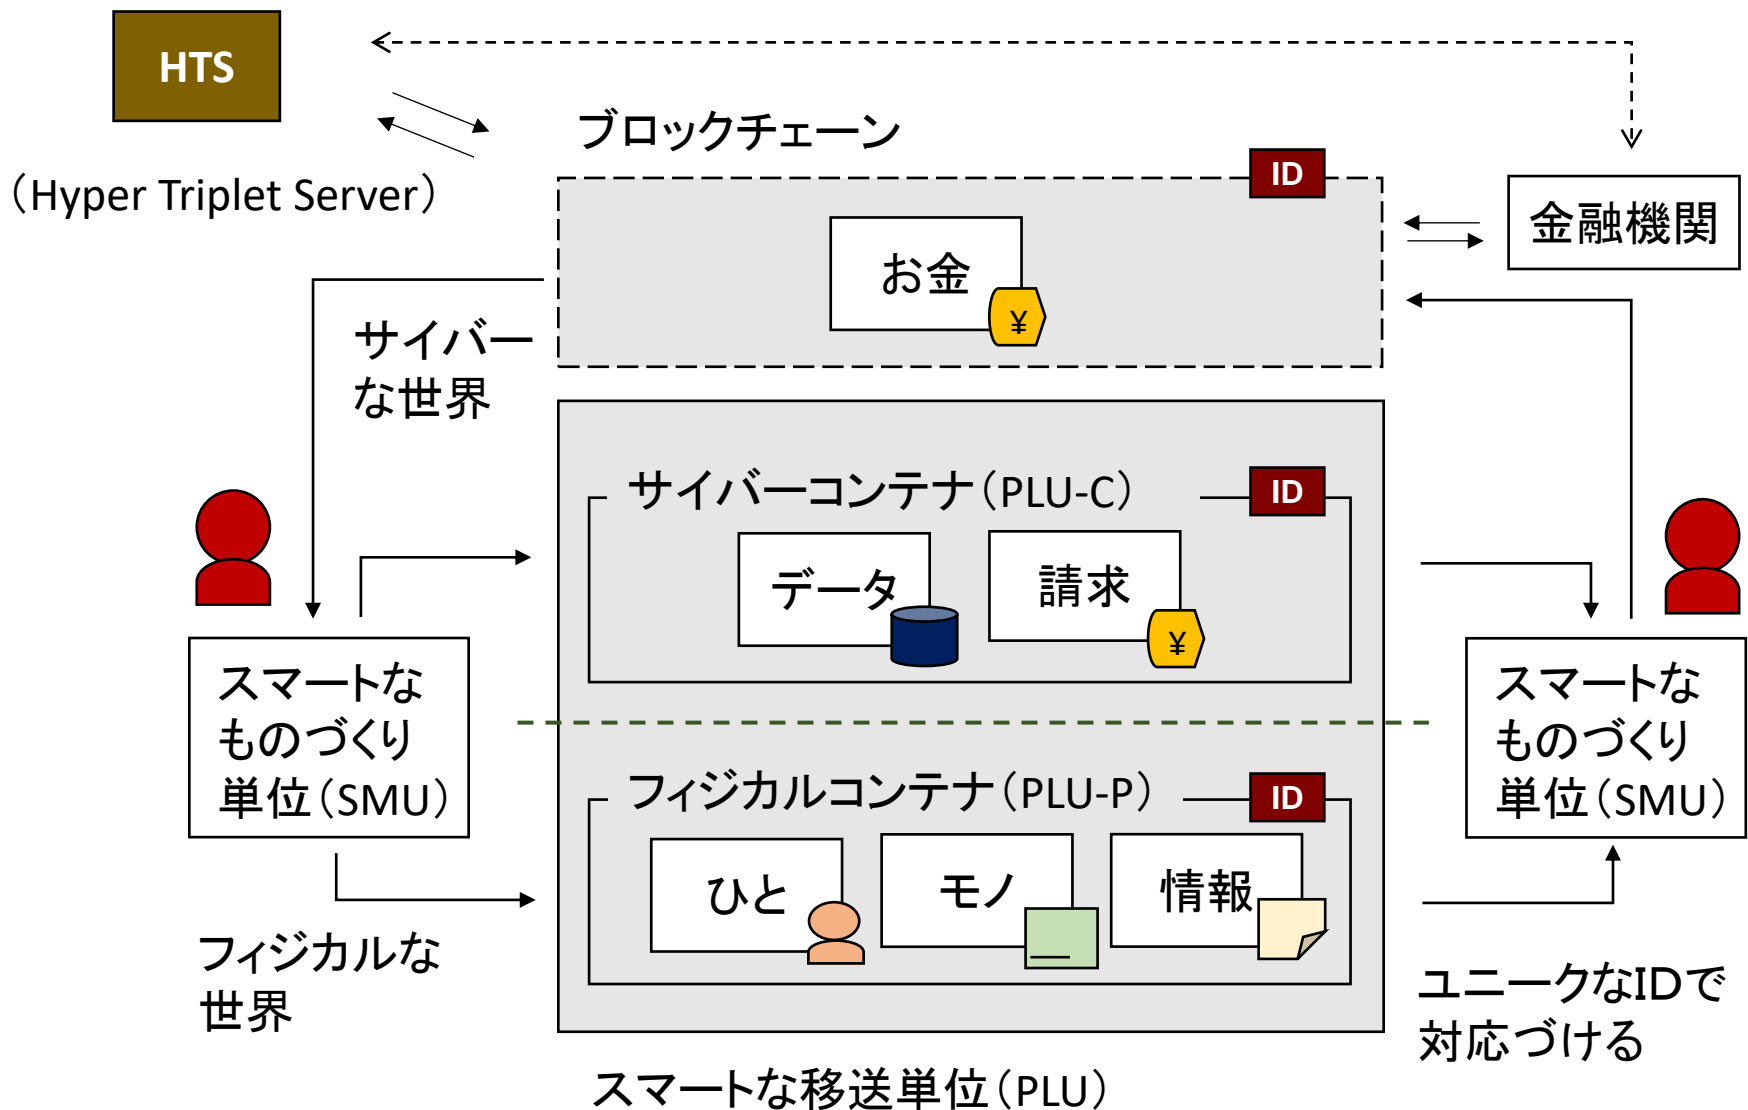 HTS
（Hyper Triplet Server）
ブロックチェーン
ID
お金
¥
金融機関
サイバー
な世界
サイバーコンテナ（PLU-C）
ID
データ
請求
¥
スマートな
ものづくり
単位（SMU）
スマートな
ものづくり
単位（SMU）
フィジカルコンテナ（PLU-P）
ID
ひと
モノ
情報
フィジカルな
世界
ユニークなIDで
対応づける
スマートな移送単位（PLU）